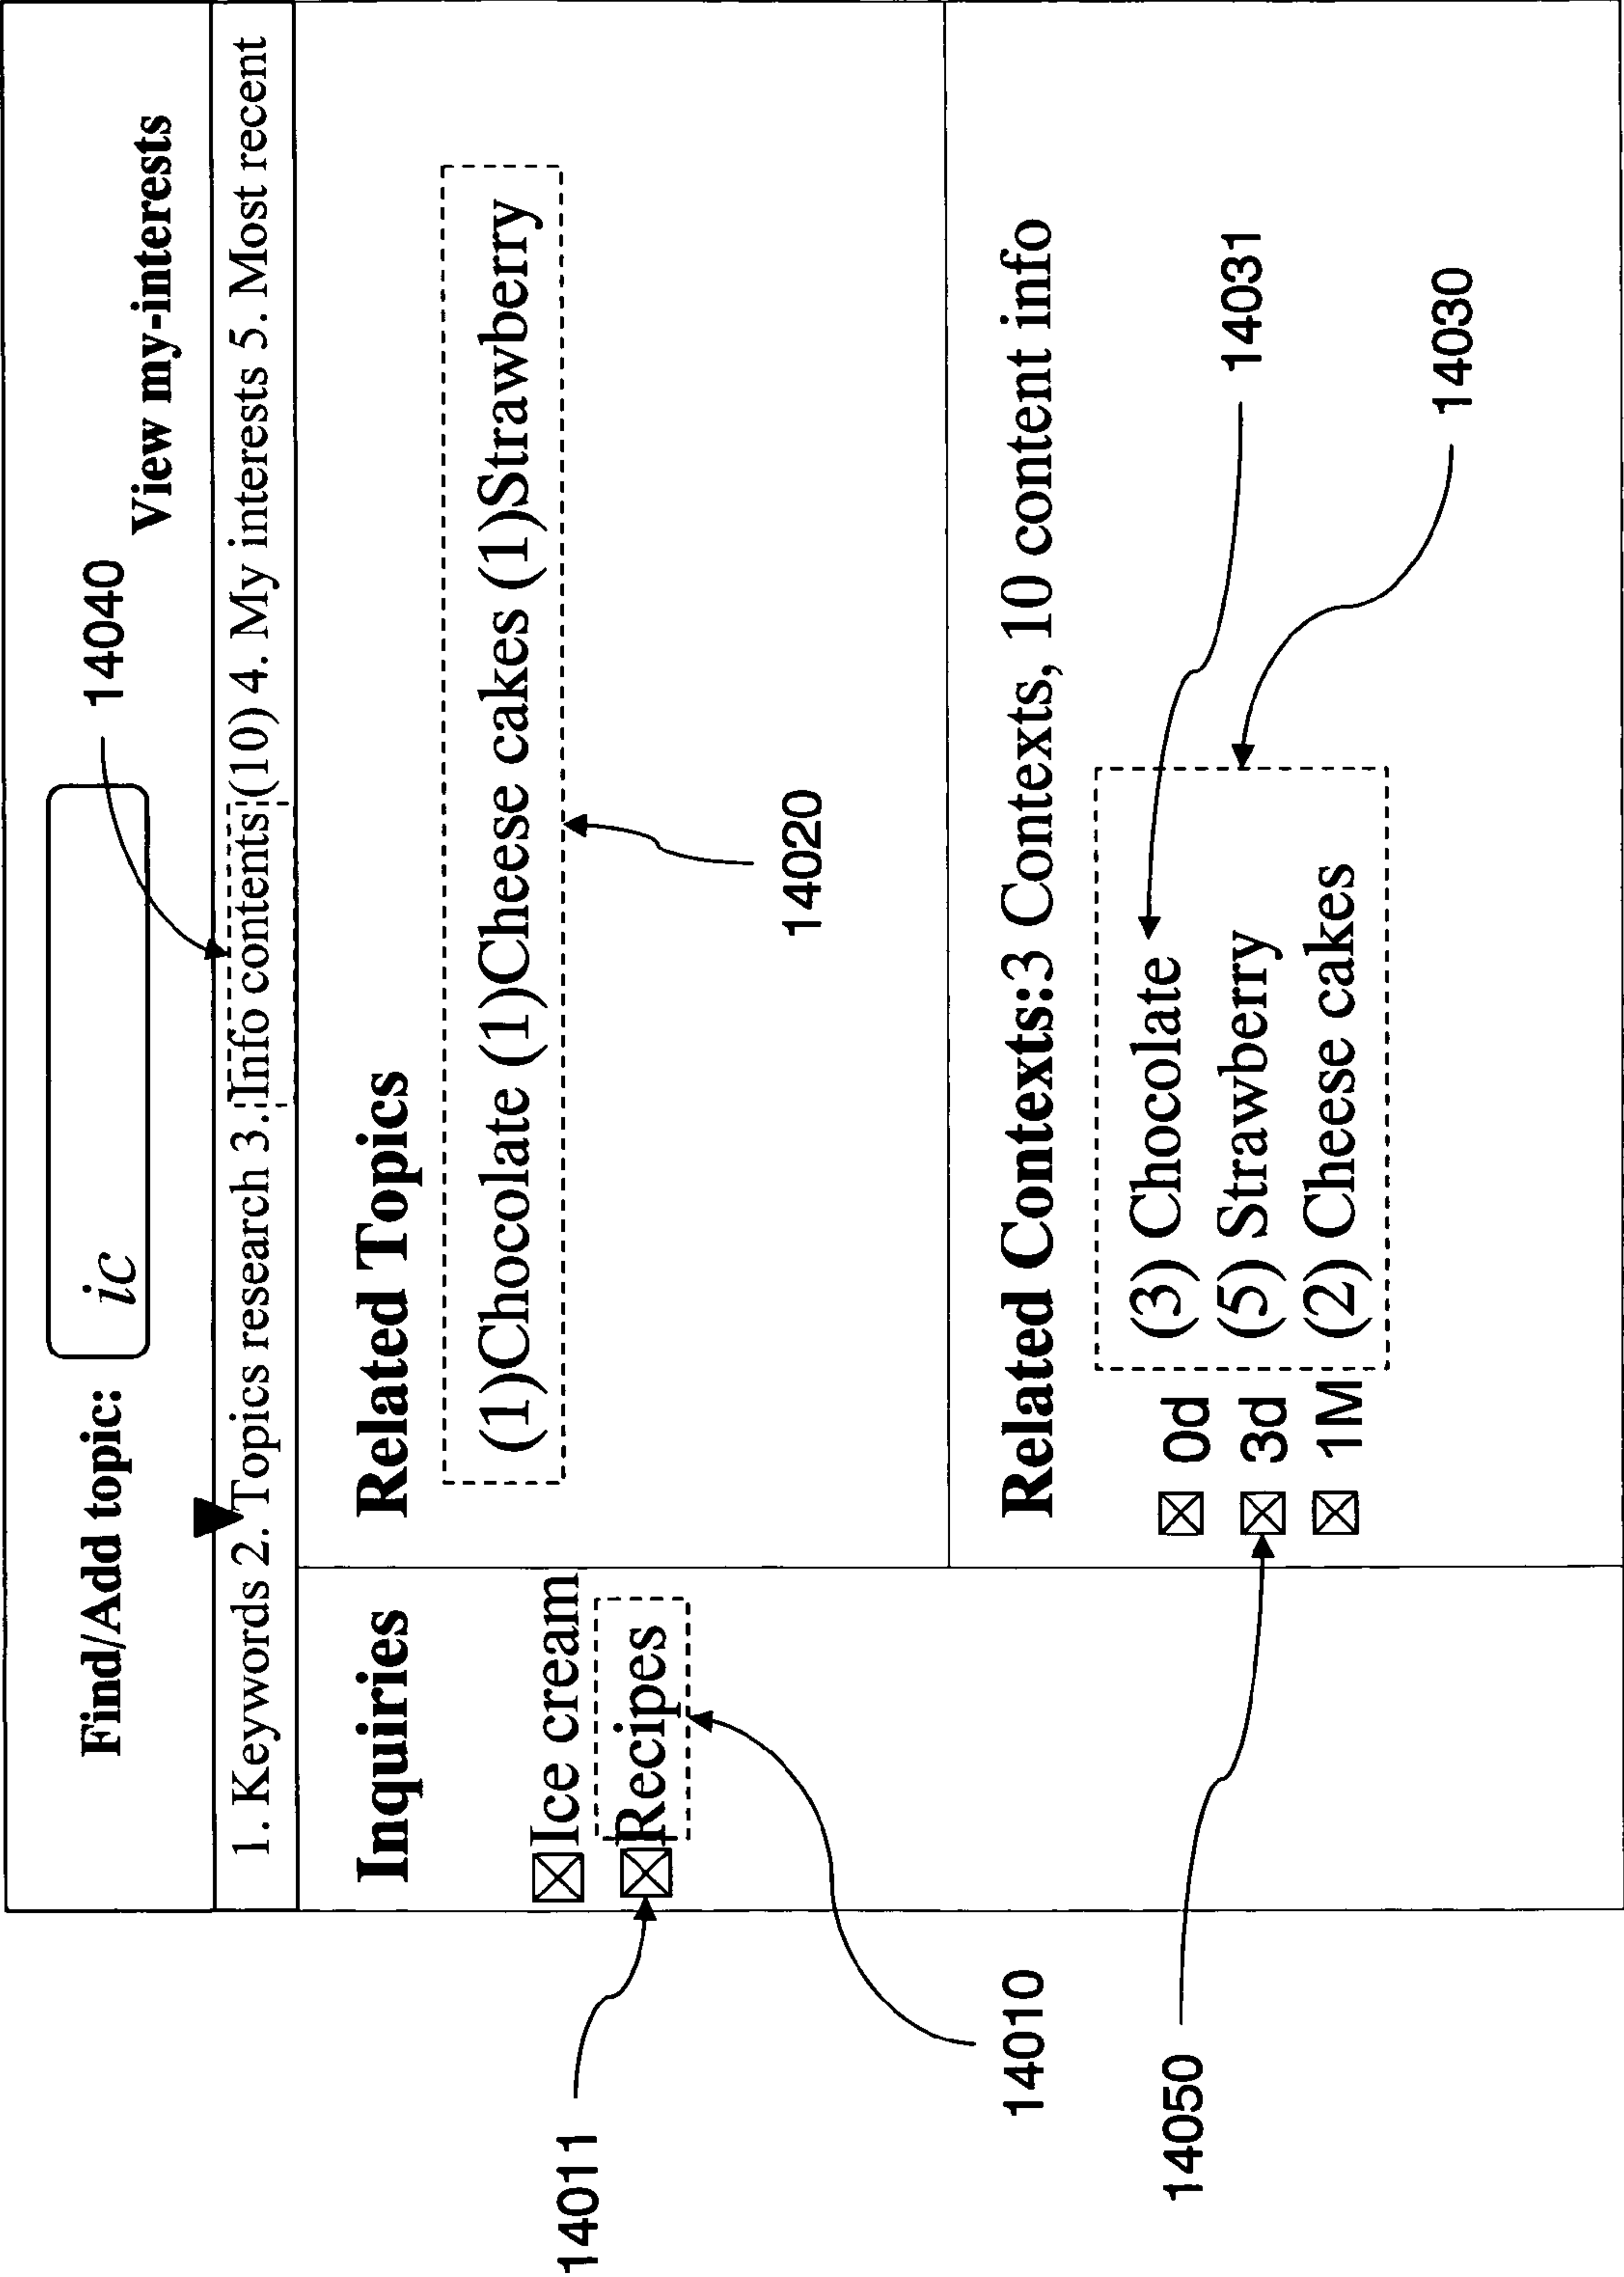 14040
Find/Add topic: ic
View my-interests
1. Keywords 2. Topics research 3. Info contents (10) 4. My interests 5. Most recent
Inquiries
Ice cream
Recipes
14011
14010
Related Topics
(1)Chocolate (1)Cheese cakes (1)Strawberry
14020
Related Contexts:3 Contexts, 10 content info
0d (3) Chocolate
3d (5) Strawberry
1M (2) Cheese cakes
14031
14030
14050